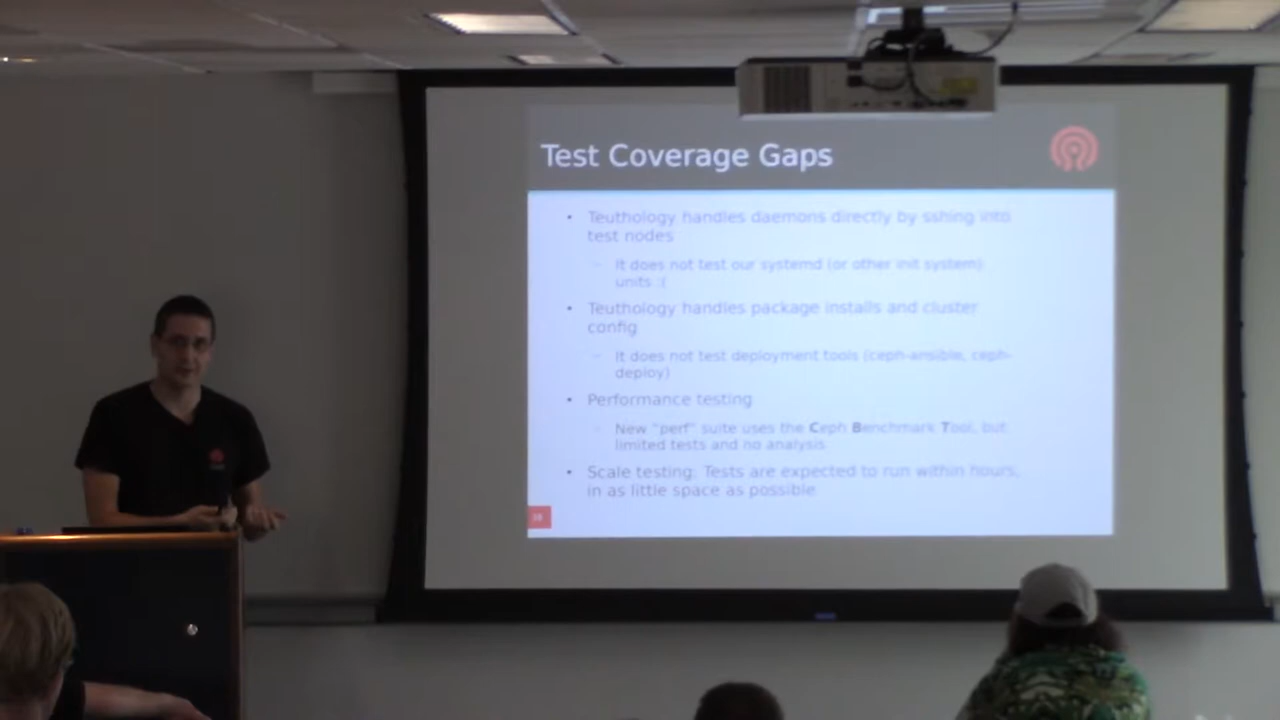 Test Coverage Gaps
• Teuthology handles daemons directly by sshing into
test nodes
– It does not test our systemd (or other init system)
units :(
• Teuthology handles package installs and cluster
config
– It does not test deployment tools (ceph-ansible, ceph-
deploy)
• Performance testing
– New "perf" suite uses the Ceph Benchmark Tool, but
limited tests and no analysis
• Scale testing: Tests are expected to run within hours,
in as little space as possible